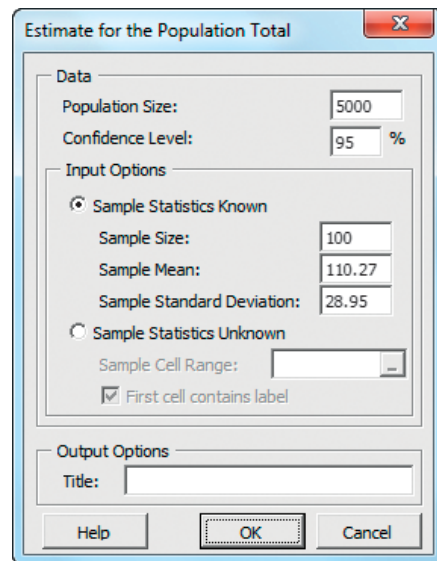 Estimate for the Population Total
Data
Population Size: 5000
Confidence Level: 95 %
Input Options
Sample Statistics Known
Sample Size: 100
Sample Mean: 110.27
Sample Standard Deviation: 28.95
Sample Statistics Unknown
Sample Cell Range: _
First cell contains label
Output Options
Title:
Help OK Cancel